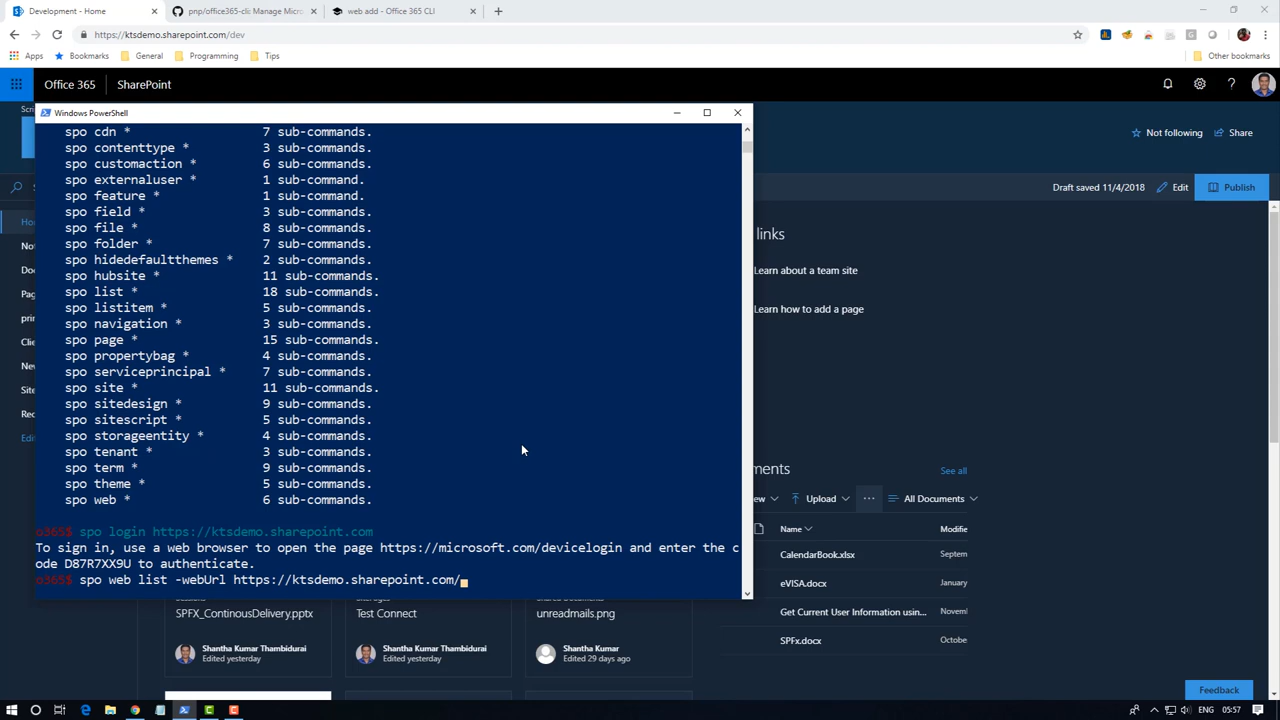 Development - Home
pnp/office365-cli: Manage Micro
web add - Office 365 CLI
https://ktsdemo.sharepoint.com/dev
Apps
Bookmarks
General
Programming
Tips
Other bookmarks
Office 365
SharePoint
Windows PowerShell
spo cdn * 7 sub-commands.
spo contenttype * 3 sub-commands.
spo customaction * 6 sub-commands.
spo externaluser * 1 sub-command.
spo feature * 1 sub-command.
spo field * 3 sub-commands.
spo file * 8 sub-commands.
spo folder * 7 sub-commands.
spo hidedefaultthemes * 2 sub-commands.
spo hubsite * 11 sub-commands.
spo list * 18 sub-commands.
spo listitem * 5 sub-commands.
spo navigation * 3 sub-commands.
spo page * 15 sub-commands.
spo propertybag * 4 sub-commands.
spo serviceprincipal * 7 sub-commands.
spo site * 11 sub-commands.
spo sitedesign * 9 sub-commands.
spo sitescript * 5 sub-commands.
spo storageentity * 4 sub-commands.
spo tenant * 3 sub-commands.
spo term * 9 sub-commands.
spo theme * 5 sub-commands.
spo web * 6 sub-commands.
o365$ spo login https://ktsdemo.sharepoint.com
To sign in, use a web browser to open the page https://microsoft.com/devicelogin and enter the c
ode D87R7XX9U to authenticate.
o365$ spo web list -webUrl https://ktsdemo.sharepoint.com/
Not following
Share
Draft saved 11/4/2018
Edit
Publish
links
Learn about a team site
Learn how to add a page
See all
Upload
All Documents
Name
Modifie
CalendarBook.xlsx
Septem
eVISA.docx
January
Get Current User Information usin...
Novem
SPFx.docx
Octobe
SPFX_ContinousDelivery.pptx
Shantha Kumar Thambidurai
Edited yesterday
Test Connect
Shantha Kumar Thambidurai
Edited yesterday
unreadmails.png
Shantha Kumar
Edited 29 days ago
Feedback
ENG
05:57